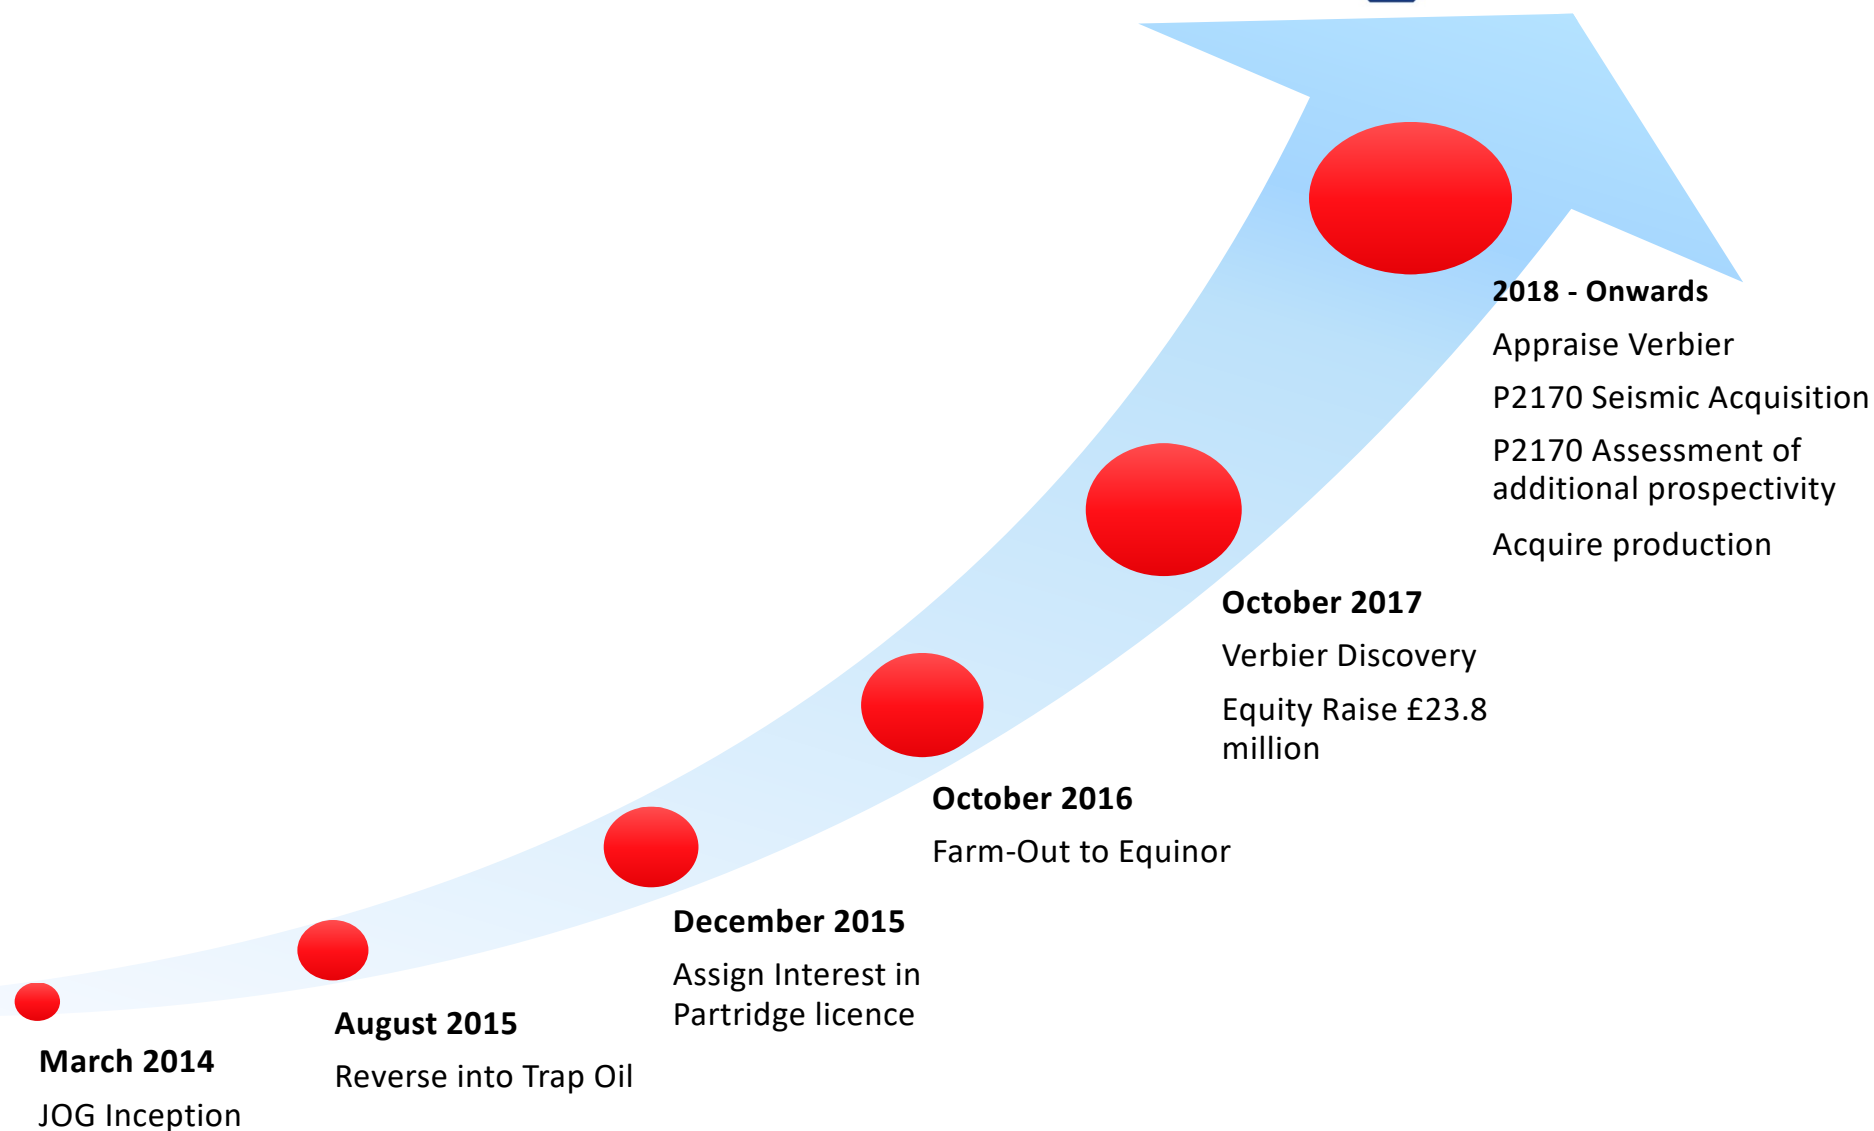 March 2014
JOG Inception
August 2015
Reverse into Trap Oil
December 2015
Assign Interest in
Partridge licence
October 2016
Farm-Out to Equinor
October 2017
Verbier Discovery
Equity Raise £23.8
million
2018 - Onwards
Appraise Verbier
P2170 Seismic Acquisition
P2170 Assessment of
additional prospectivity
Acquire production